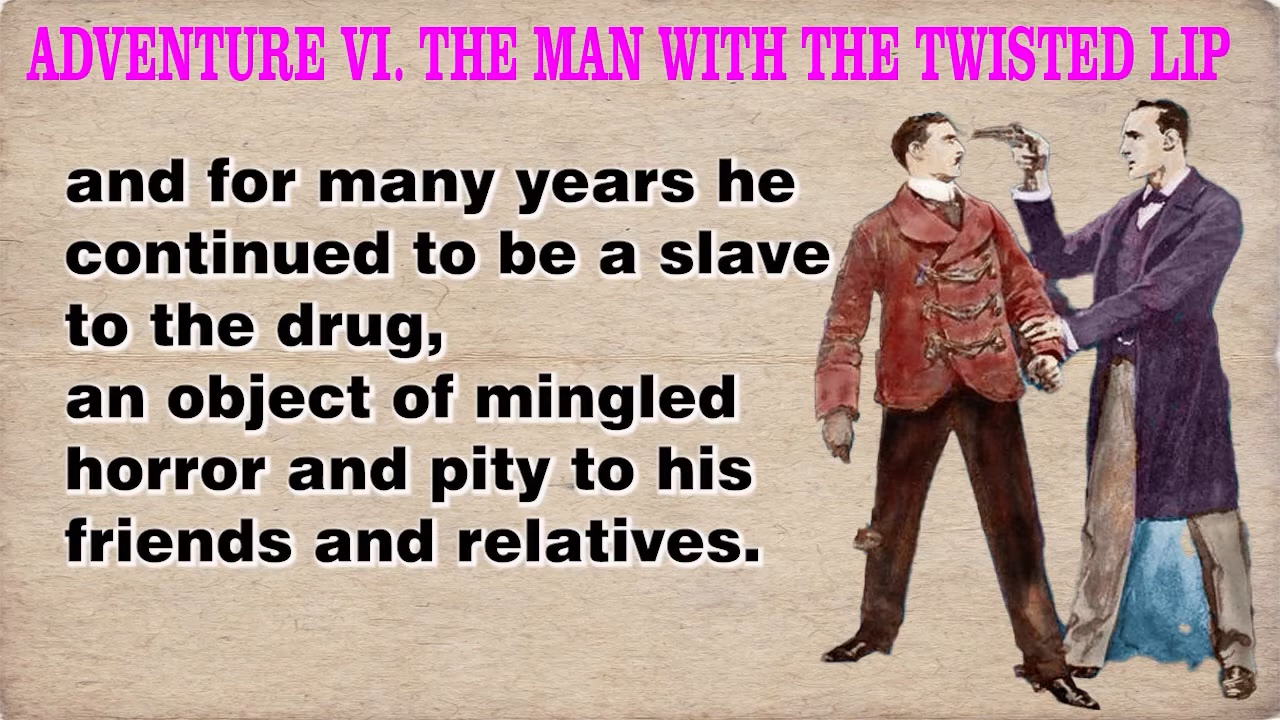 ADVENTURE VI. THE MAN WITH THE TWISTED LIP
and for many years he
continued to be a slave
to the drug,
an object of mingled
horror and pity to his
friends and relatives.